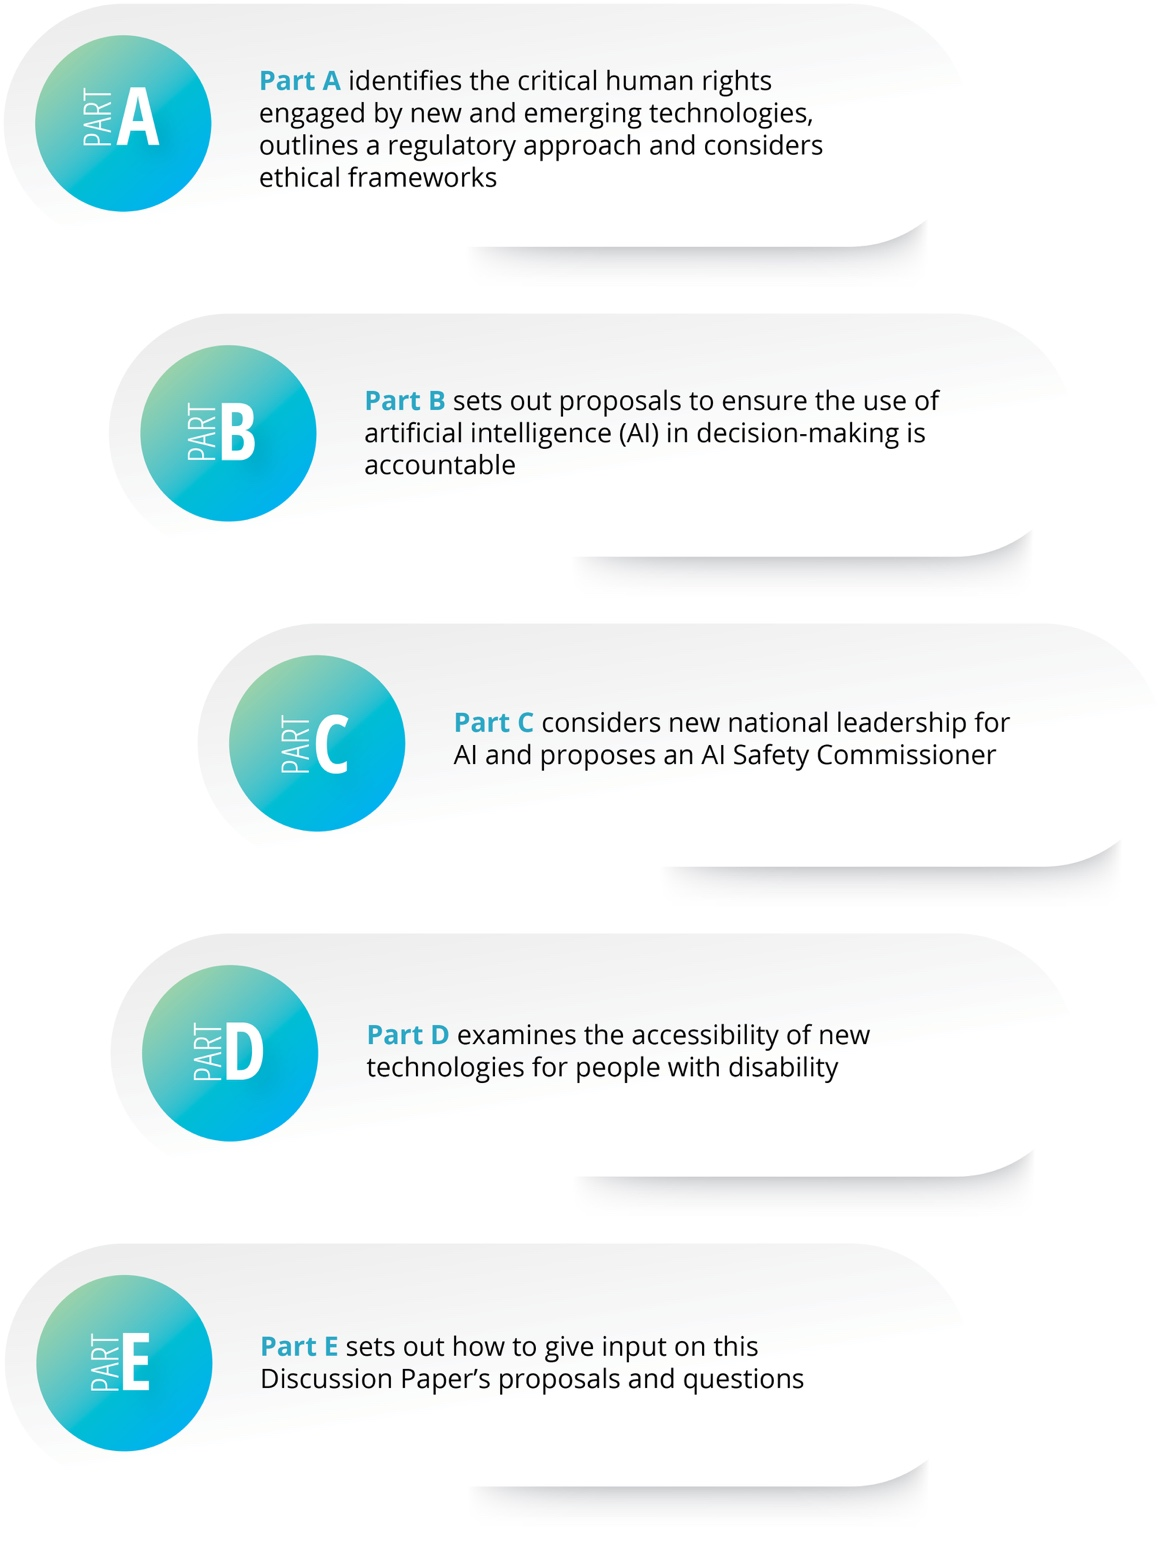 PART A
Part A identifies the critical human rights
engaged by new and emerging technologies,
outlines a regulatory approach and considers
ethical frameworks
PART B
Part B sets out proposals to ensure the use of
artificial intelligence (AI) in decision-making is
accountable
PART C
Part C considers new national leadership for
AI and proposes an AI Safety Commissioner
PART D
Part D examines the accessibility of new
technologies for people with disability
PART E
Part E sets out how to give input on this
Discussion Paper’s proposals and questions